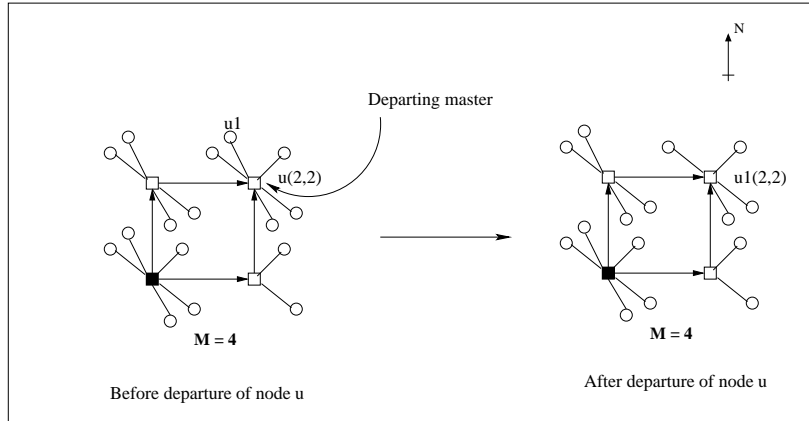 N
Departing master
u1
u(2,2)
u1(2,2)
M = 4
M = 4
Before departure of node u
After departure of node u